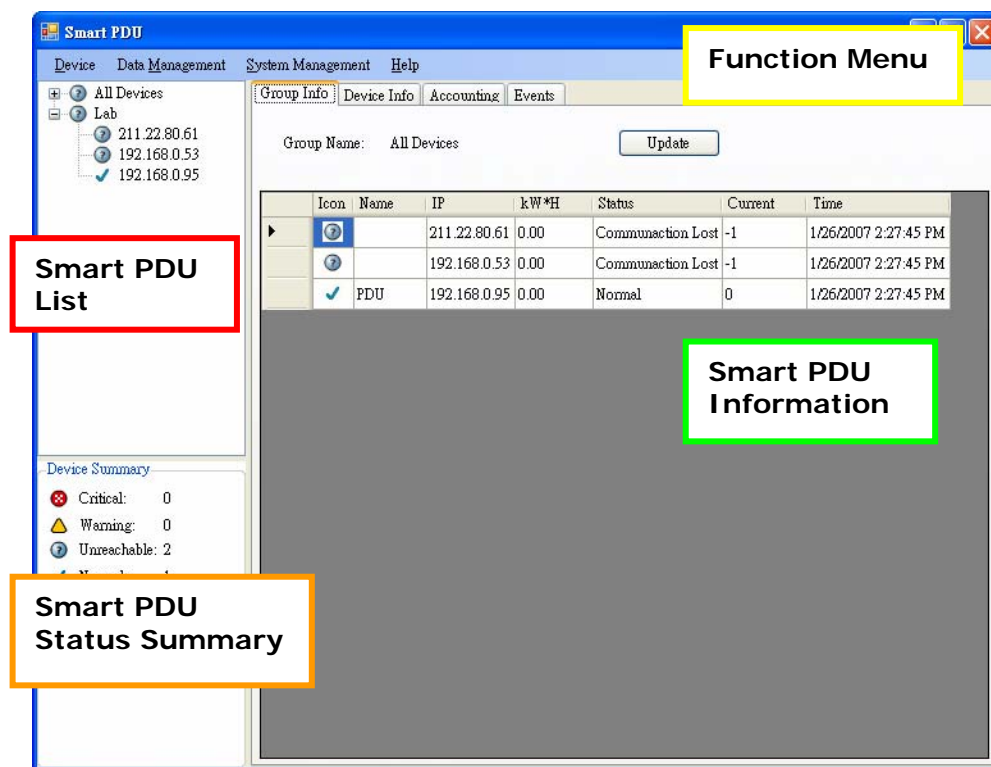 Smart PDU
Function Menu
Device Data Management System Management Help
All Devices
Lab
211.22.80.61
192.168.0.53
192.168.0.95
Smart PDU
List
Group Info Device Info Accounting Events
Group Name: All Devices Update
Icon Name IP kW*H Status Current Time
211.22.80.61 0.00 Communaction Lost -1 1/26/2007 2:27:45 PM
192.168.0.53 0.00 Communaction Lost -1 1/26/2007 2:27:45 PM
PDU 192.168.0.95 0.00 Normal 0 1/26/2007 2:27:45 PM
Smart PDU
Information
Device Summary
Critical: 0
Warning: 0
Unreachable: 2
Smart PDU
Status Summary